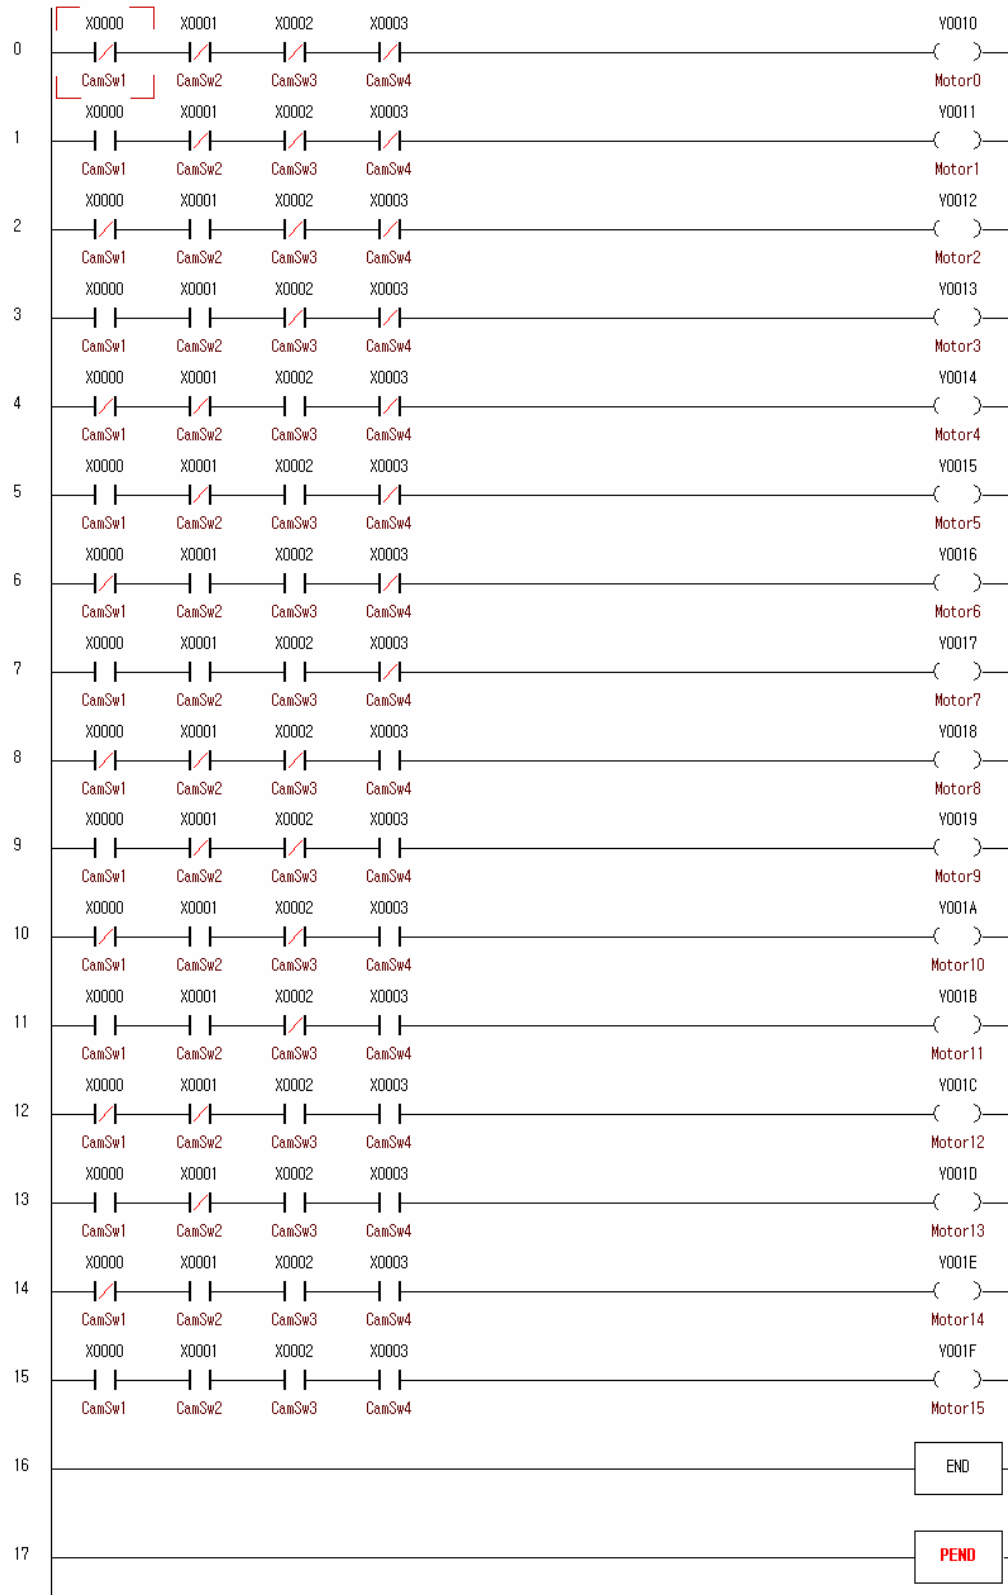 X0000 X0001 X0002 X0003 Y0010
0
CamSw1 CamSw2 CamSw3 CamSw4 Motor0
X0000 X0001 X0002 X0003 Y0011
1
CamSw1 CamSw2 CamSw3 CamSw4 Motor1
X0000 X0001 X0002 X0003 Y0012
2
CamSw1 CamSw2 CamSw3 CamSw4 Motor2
X0000 X0001 X0002 X0003 Y0013
3
CamSw1 CamSw2 CamSw3 CamSw4 Motor3
X0000 X0001 X0002 X0003 Y0014
4
CamSw1 CamSw2 CamSw3 CamSw4 Motor4
X0000 X0001 X0002 X0003 Y0015
5
CamSw1 CamSw2 CamSw3 CamSw4 Motor5
X0000 X0001 X0002 X0003 Y0016
6
CamSw1 CamSw2 CamSw3 CamSw4 Motor6
X0000 X0001 X0002 X0003 Y0017
7
CamSw1 CamSw2 CamSw3 CamSw4 Motor7
X0000 X0001 X0002 X0003 Y0018
8
CamSw1 CamSw2 CamSw3 CamSw4 Motor8
X0000 X0001 X0002 X0003 Y0019
9
CamSw1 CamSw2 CamSw3 CamSw4 Motor9
X0000 X0001 X0002 X0003 Y001A
10
CamSw1 CamSw2 CamSw3 CamSw4 Motor10
X0000 X0001 X0002 X0003 Y001B
11
CamSw1 CamSw2 CamSw3 CamSw4 Motor11
X0000 X0001 X0002 X0003 Y001C
12
CamSw1 CamSw2 CamSw3 CamSw4 Motor12
X0000 X0001 X0002 X0003 Y001D
13
CamSw1 CamSw2 CamSw3 CamSw4 Motor13
X0000 X0001 X0002 X0003 Y001E
14
CamSw1 CamSw2 CamSw3 CamSw4 Motor14
X0000 X0001 X0002 X0003 Y001F
15
CamSw1 CamSw2 CamSw3 CamSw4 Motor15
16 END
17 PEND